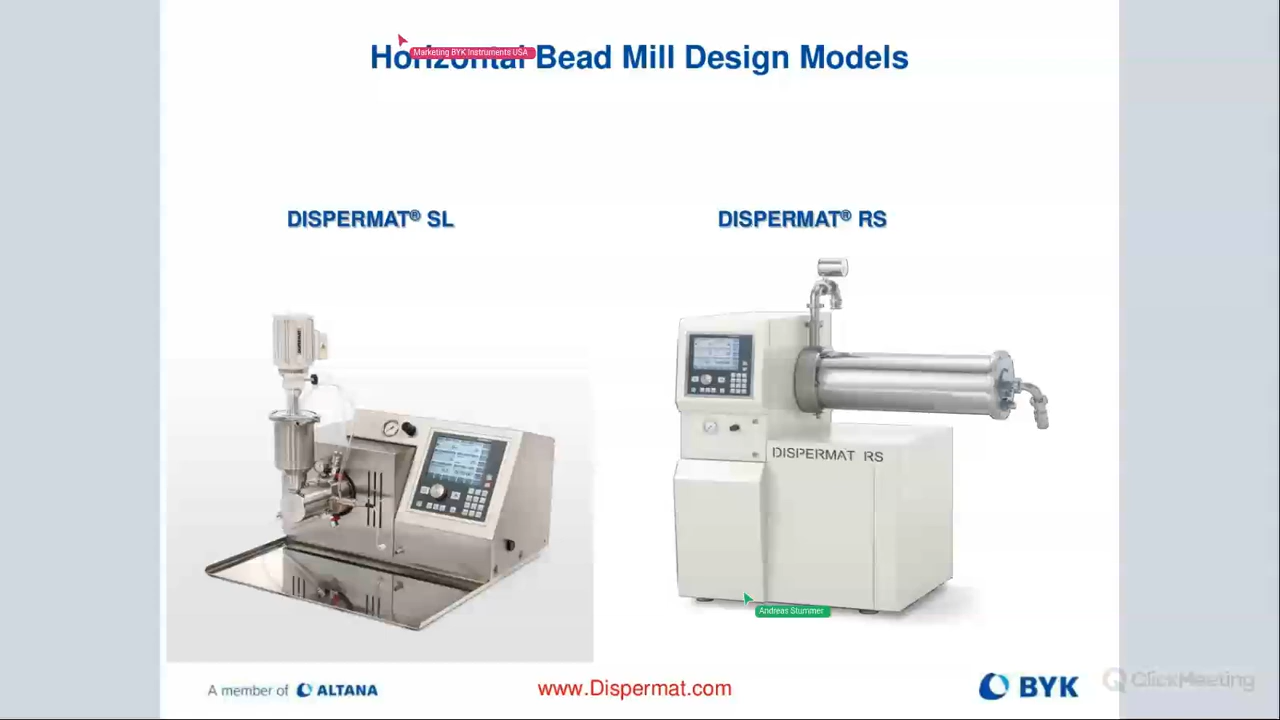 Marketing BYK Instruments USA
Horizontal Bead Mill Design Models
DISPERMAT® SL
DISPERMAT® RS
DISPERMAT RS
Andreas Stummer
A member of ALTANA
www.Dispermat.com
BYK
ClickMeeting